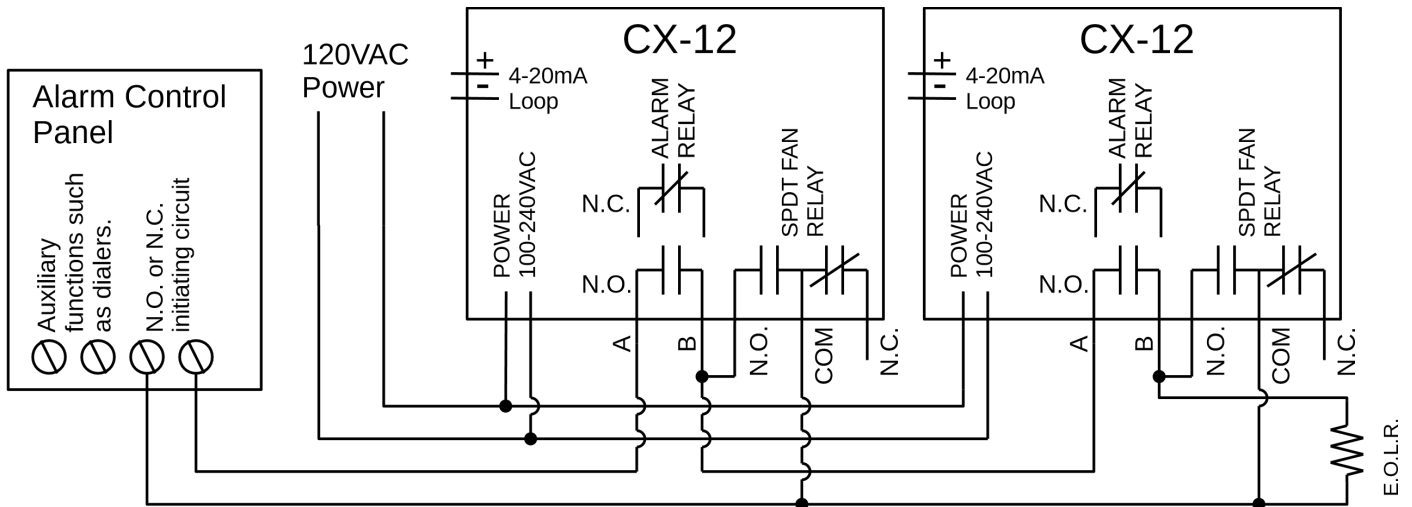 Alarm Control
Panel
Auxiliary
functions such
as dialers.
N.O. or N.C.
initiating circuit
120VAC
Power
CX-12
+
-
4-20mA
Loop
POWER
100-240VAC
ALARM
RELAY
N.C.
N.O.
SPDT FAN
RELAY
A
B
N.O.
COM
N.C.
CX-12
+
-
4-20mA
Loop
POWER
100-240VAC
ALARM
RELAY
N.C.
N.O.
SPDT FAN
RELAY
A
B
N.O.
COM
N.C.
E.O.L.R.